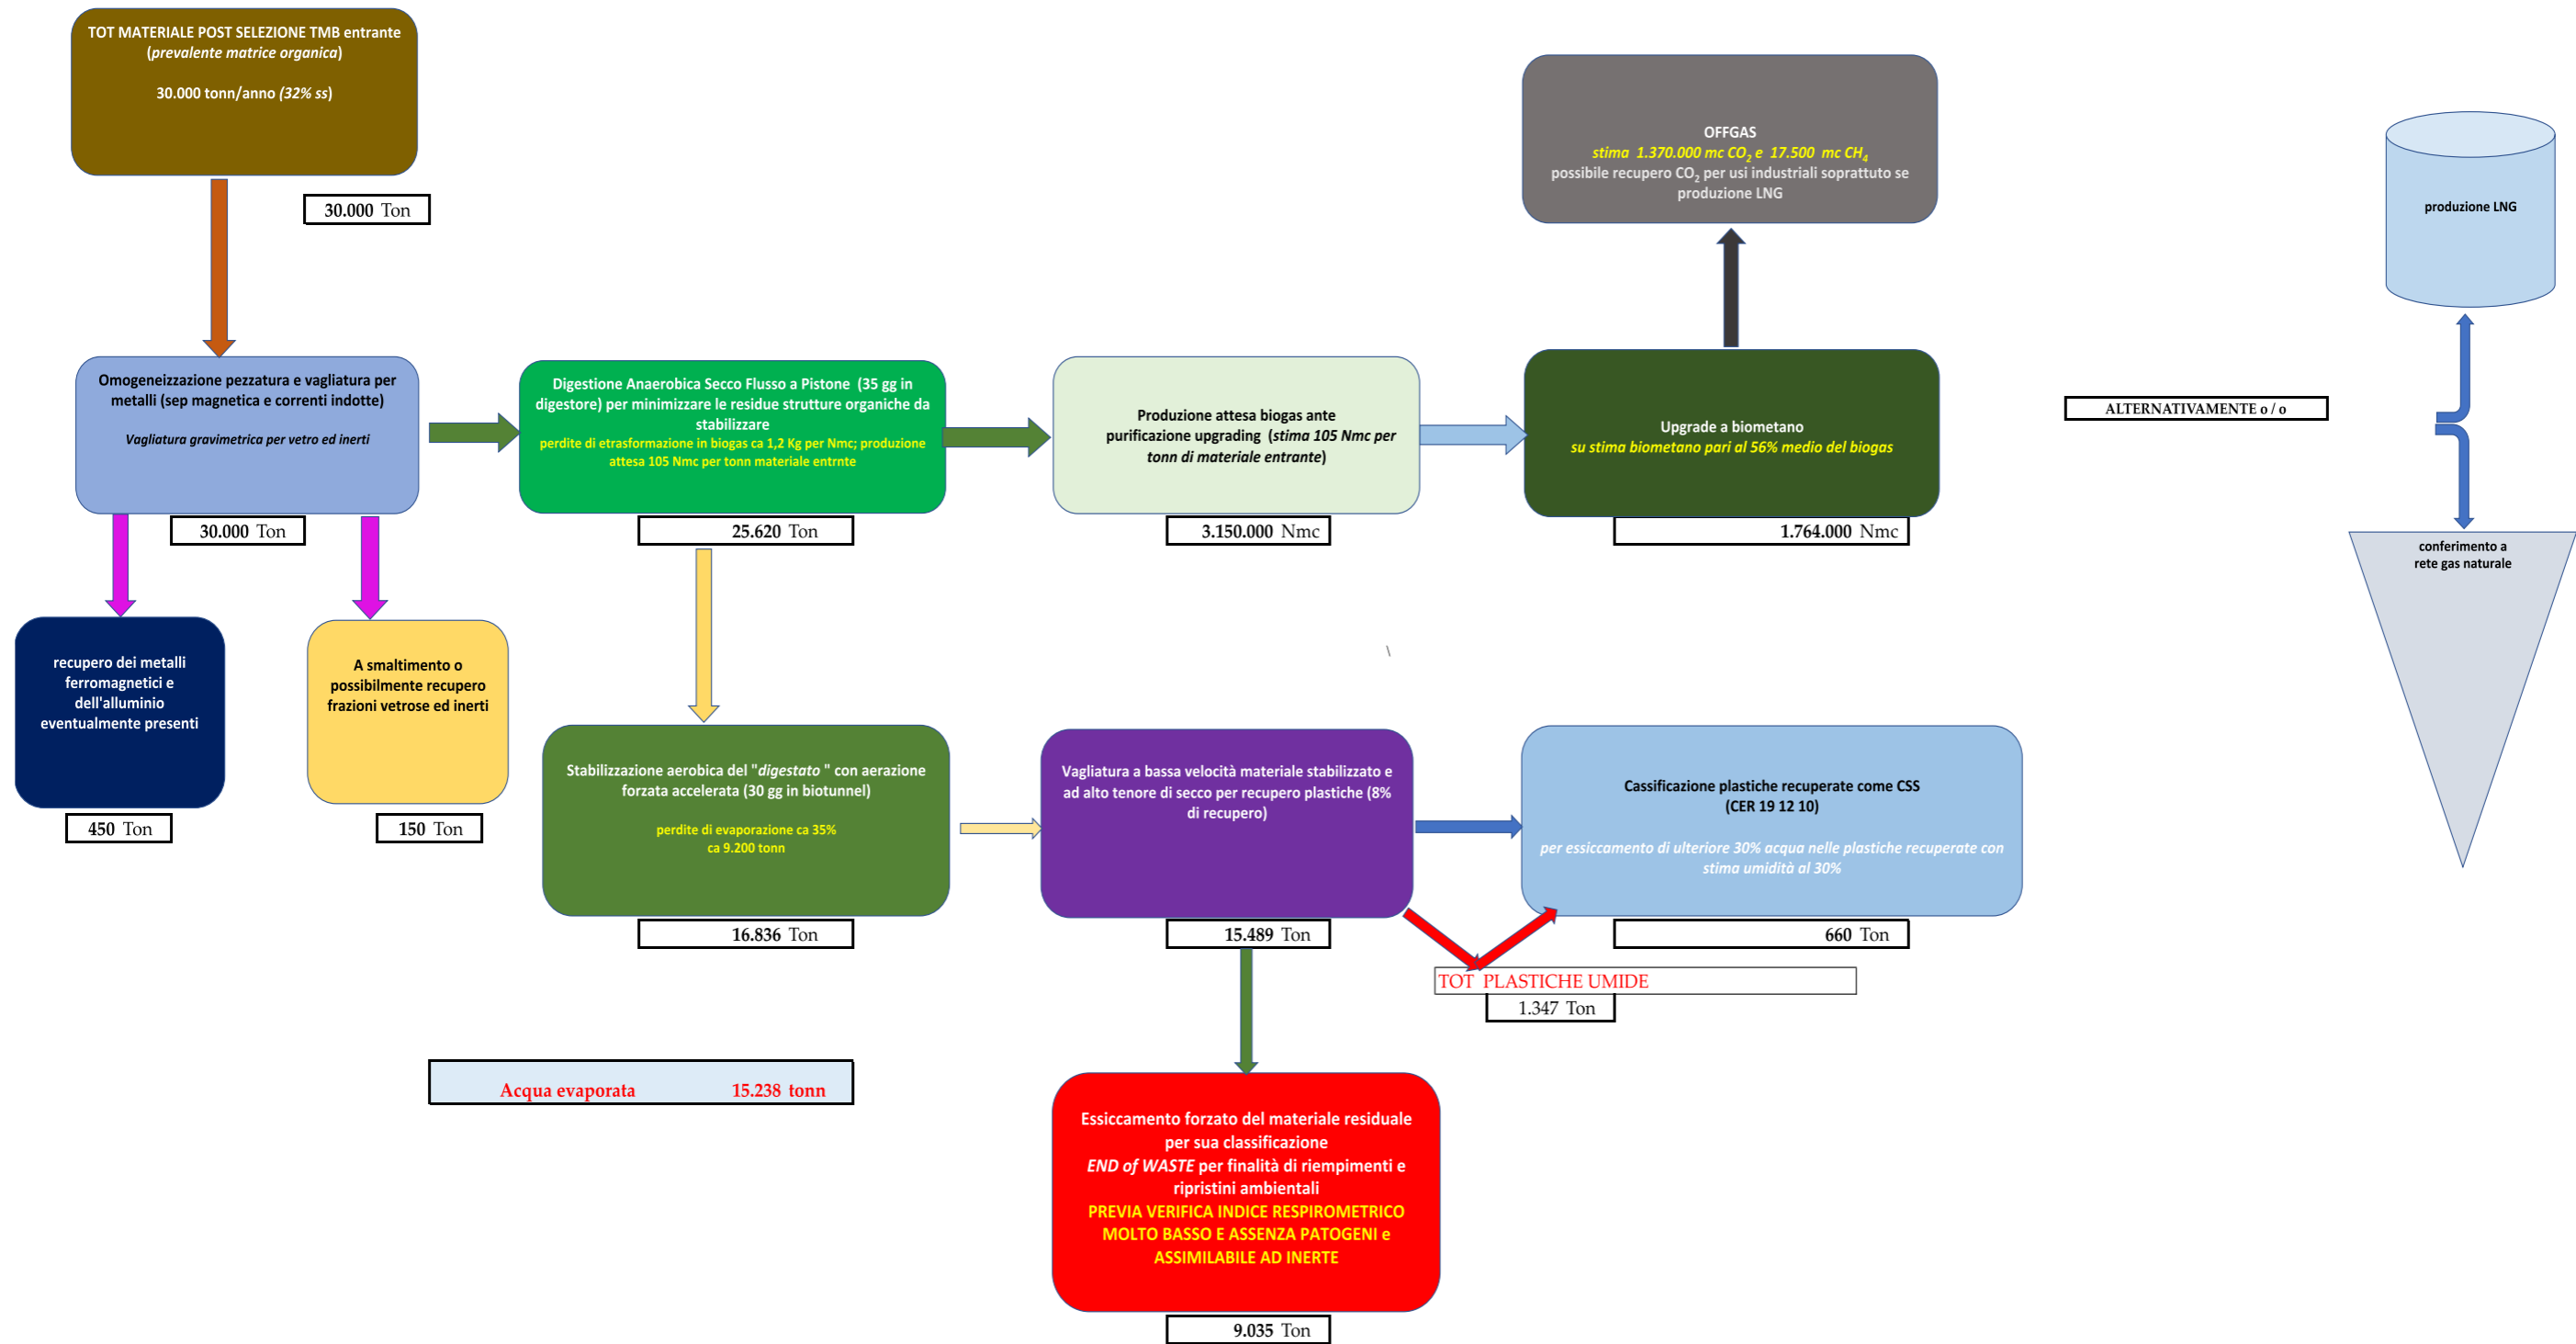 TOT MATERIALE POST SELEZIONE TMB entrante
(prevalente matrice organica)
30.000 tonn/anno (32% ss)
30.000 Ton
OFFGAS
stima 1.370.000 mc CO2 e 17.500 mc CH4
possibile recupero CO2 per usi industriali soprattuto se
produzione LNG
produzione LNG
Omogeneizzazione pezzatura e vagliatura per
metalli (sep magnetica e correnti indotte)
Vagliatura gravimetrica per vetro ed inerti
30.000 Ton
Digestione Anaerobica Secco Flusso a Pistone (35 gg in
digestore) per minimizzare le residue strutture organiche da
stabilizzare
perdite di etrasformazione in biogas ca 1,2 Kg per Nmc; produzione
attesa 105 Nmc per tonn materiale entrnte
25.620 Ton
Produzione attesa biogas ante
purificazione upgrading (stima 105 Nmc per
tonn di materiale entrante)
3.150.000 Nmc
Upgrade a biometano
su stima biometano pari al 56% medio del biogas
1.764.000 Nmc
ALTERNATIVAMENTE o / o
conferimento a
rete gas naturale
recupero dei metalli
ferromagnetici e
dell'alluminio
eventualmente presenti
450 Ton
A smaltimento o
possibilmente recupero
frazioni vetrose ed inerti
150 Ton
\
Stabilizzazione aerobica del "digestato " con aerazione
forzata accelerata (30 gg in biotunnel)
perdite di evaporazione ca 35%
ca 9.200 tonn
16.836 Ton
Vagliatura a bassa velocità materiale stabilizzato e
ad alto tenore di secco per recupero plastiche (8%
di recupero)
15.489 Ton
Cassificazione plastiche recuperate come CSS
(CER 19 12 10)
per essiccamento di ulteriore 30% acqua nelle plastiche recuperate con
stima umidità al 30%
660 Ton
TOT PLASTICHE UMIDE
1.347 Ton
Acqua evaporata 15.238 tonn
Essiccamento forzato del materiale residuale
per sua classificazione
END of WASTE per finalità di riempimenti e
ripristini ambientali
PREVIA VERIFICA INDICE RESPIROMETRICO
MOLTO BASSO E ASSENZA PATOGENI e
ASSIMILABILE AD INERTE
9.035 Ton